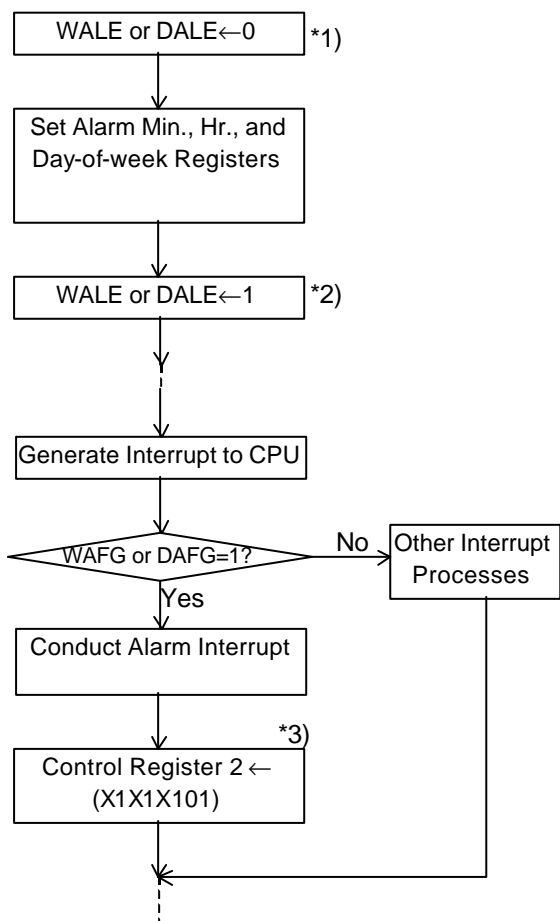 WALE or DALE←0
*1)
Set Alarm Min., Hr., and
Day-of-week Registers
WALE or DALE←1
*2)
Generate Interrupt to CPU
WAFG or DAFG=1?
No
Other Interrupt
Processes
Yes
Conduct Alarm Interrupt
*3)
Control Register 2 ←
(X1X1X101)